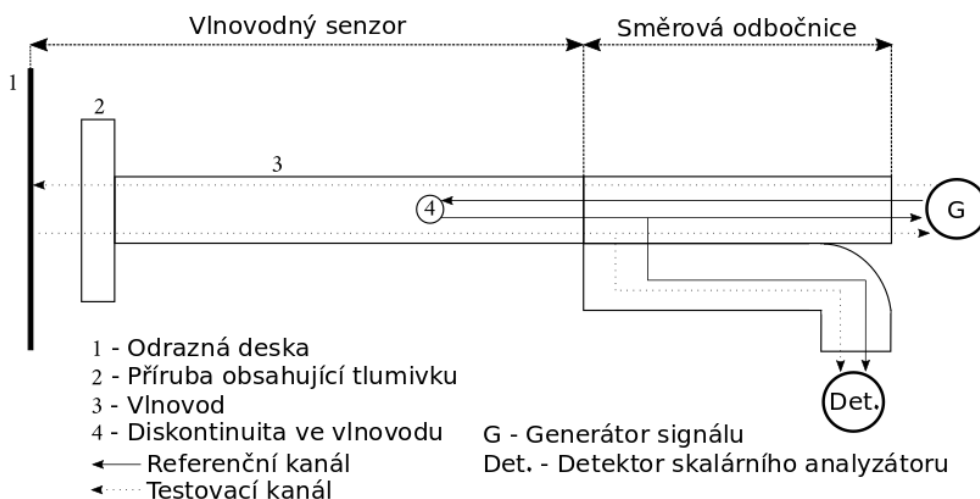 Vlnovodný senzor
Směrová odbočnice
1
2
3
4
G
Det.
1 - Odrazná deska
2 - Příruba obsahující tlumivku
3 - Vlnovod
4 - Diskontinuita ve vlnovodu
Referenční kanál
Testovací kanál
G - Generátor signálu
Det. - Detektor skalárního analyzátoru